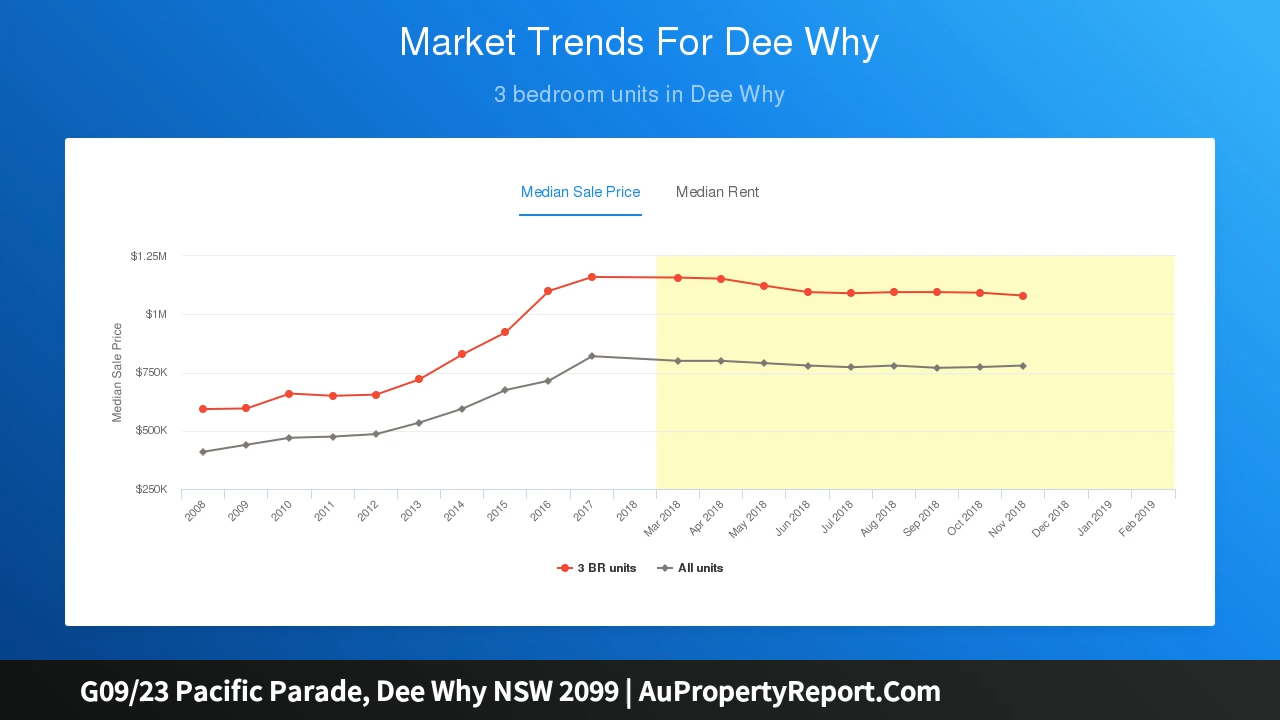 Market Trends For Dee Why
3 bedroom units in Dee Why
Median Sale Price Median Rent
$1.25M
$1M
$750K
$500K
$250K
Median Sale Price
2008 2009 2010 2011 2012 2013 2014 2015 2016 2017 2018 Mar 2018 Apr 2018 May 2018 Jun 2018 Jul 2018 Aug 2018 Sep 2018 Oct 2018 Nov 2018 Dec 2018 Jan 2019 Feb 2019
3 BR units All units
G09/23 Pacific Parade, Dee Why NSW 2099 | AuPropertyReport.Com